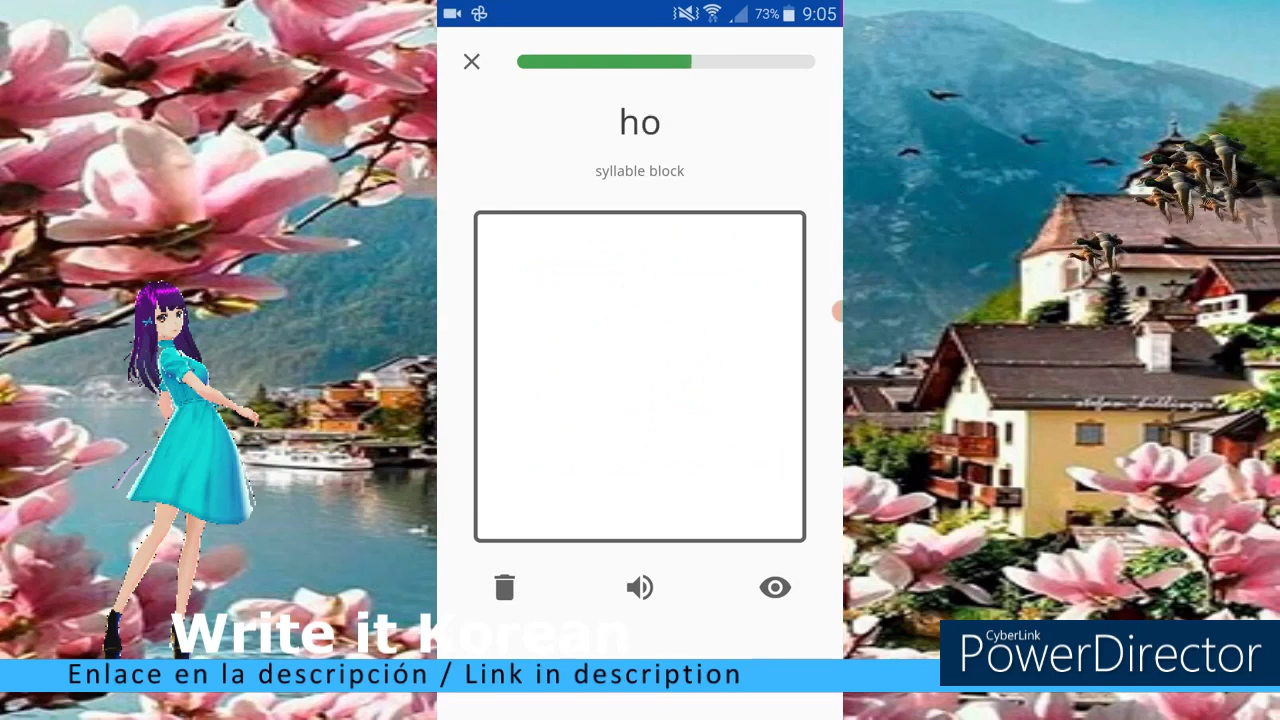 73% 9:05
ho
syllable block
Write it Korean
Enlace en la descripción / Link in description
CyberLink
PowerDirector